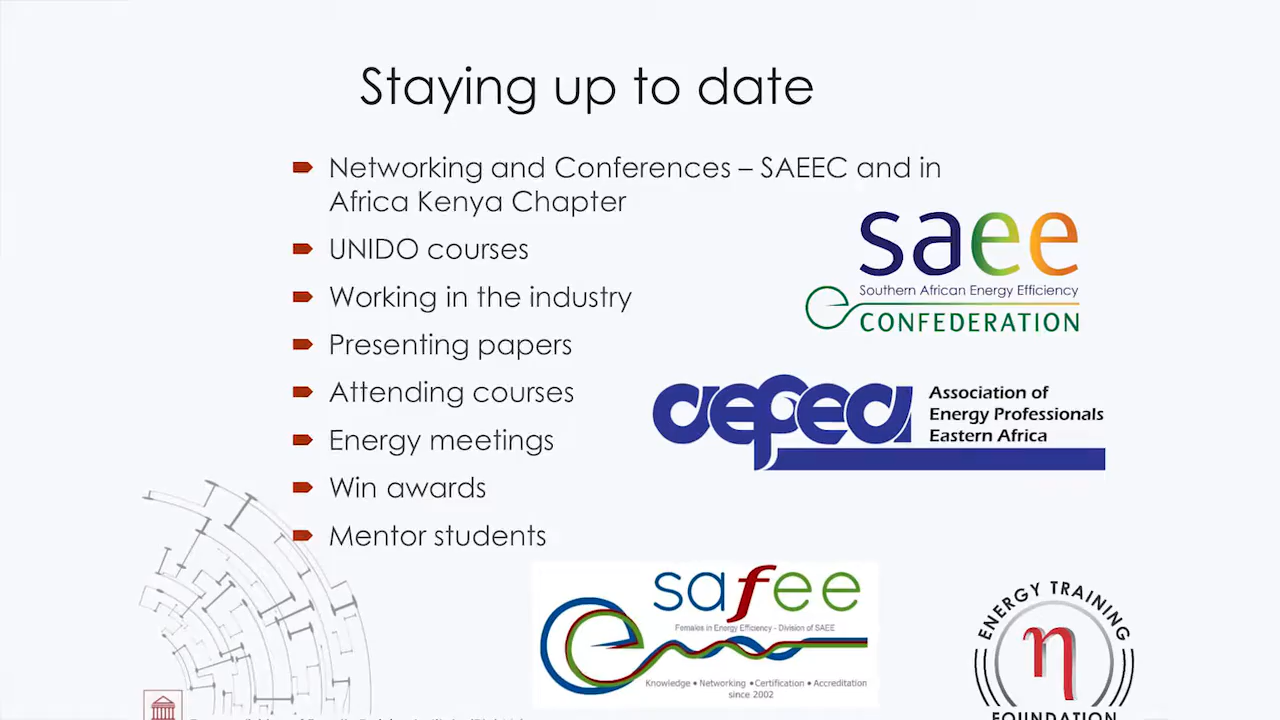 Staying up to date
Networking and Conferences – SAEEC and in
Africa Kenya Chapter
UNIDO courses
Working in the industry
Presenting papers
Attending courses
Energy meetings
Win awards
Mentor students
saee
Southern African Energy Efficiency
CONFEDERATION
aepea
Association of
Energy Professionals
Eastern Africa
safee
Females in Energy Efficiency - Division of SAEE
Knowledge • Networking • Certification • Accreditation
since 2002
ENERGY TRAINING
η
FOUNDATION